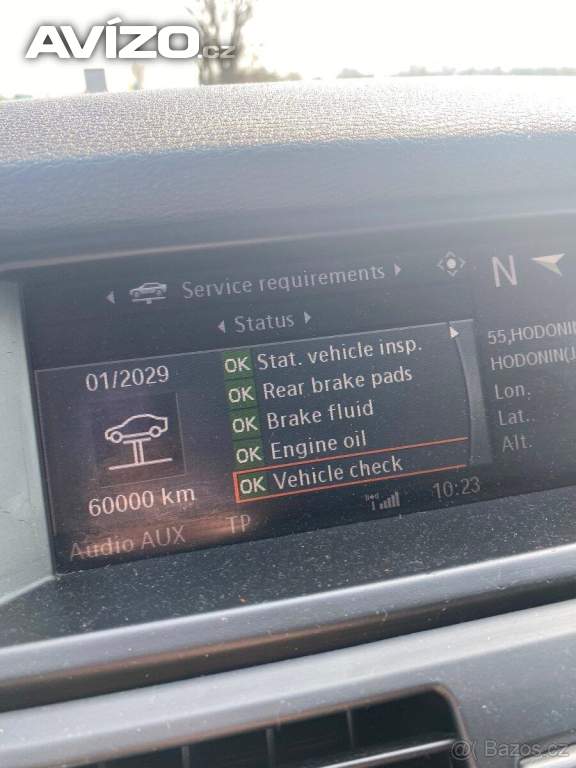 AVÍZO.cz
Service requirements
N
Status
55,HODONIN
HODONIN(J.
Lon.
Lat..
Alt.
01/2029
60000 km
OK Stat. vehicle insp.
OK Rear brake pads
OK Brake fluid
OK Engine oil
OK Vehicle check
10:23
Audio AUX
TP
@ Bazos.cz